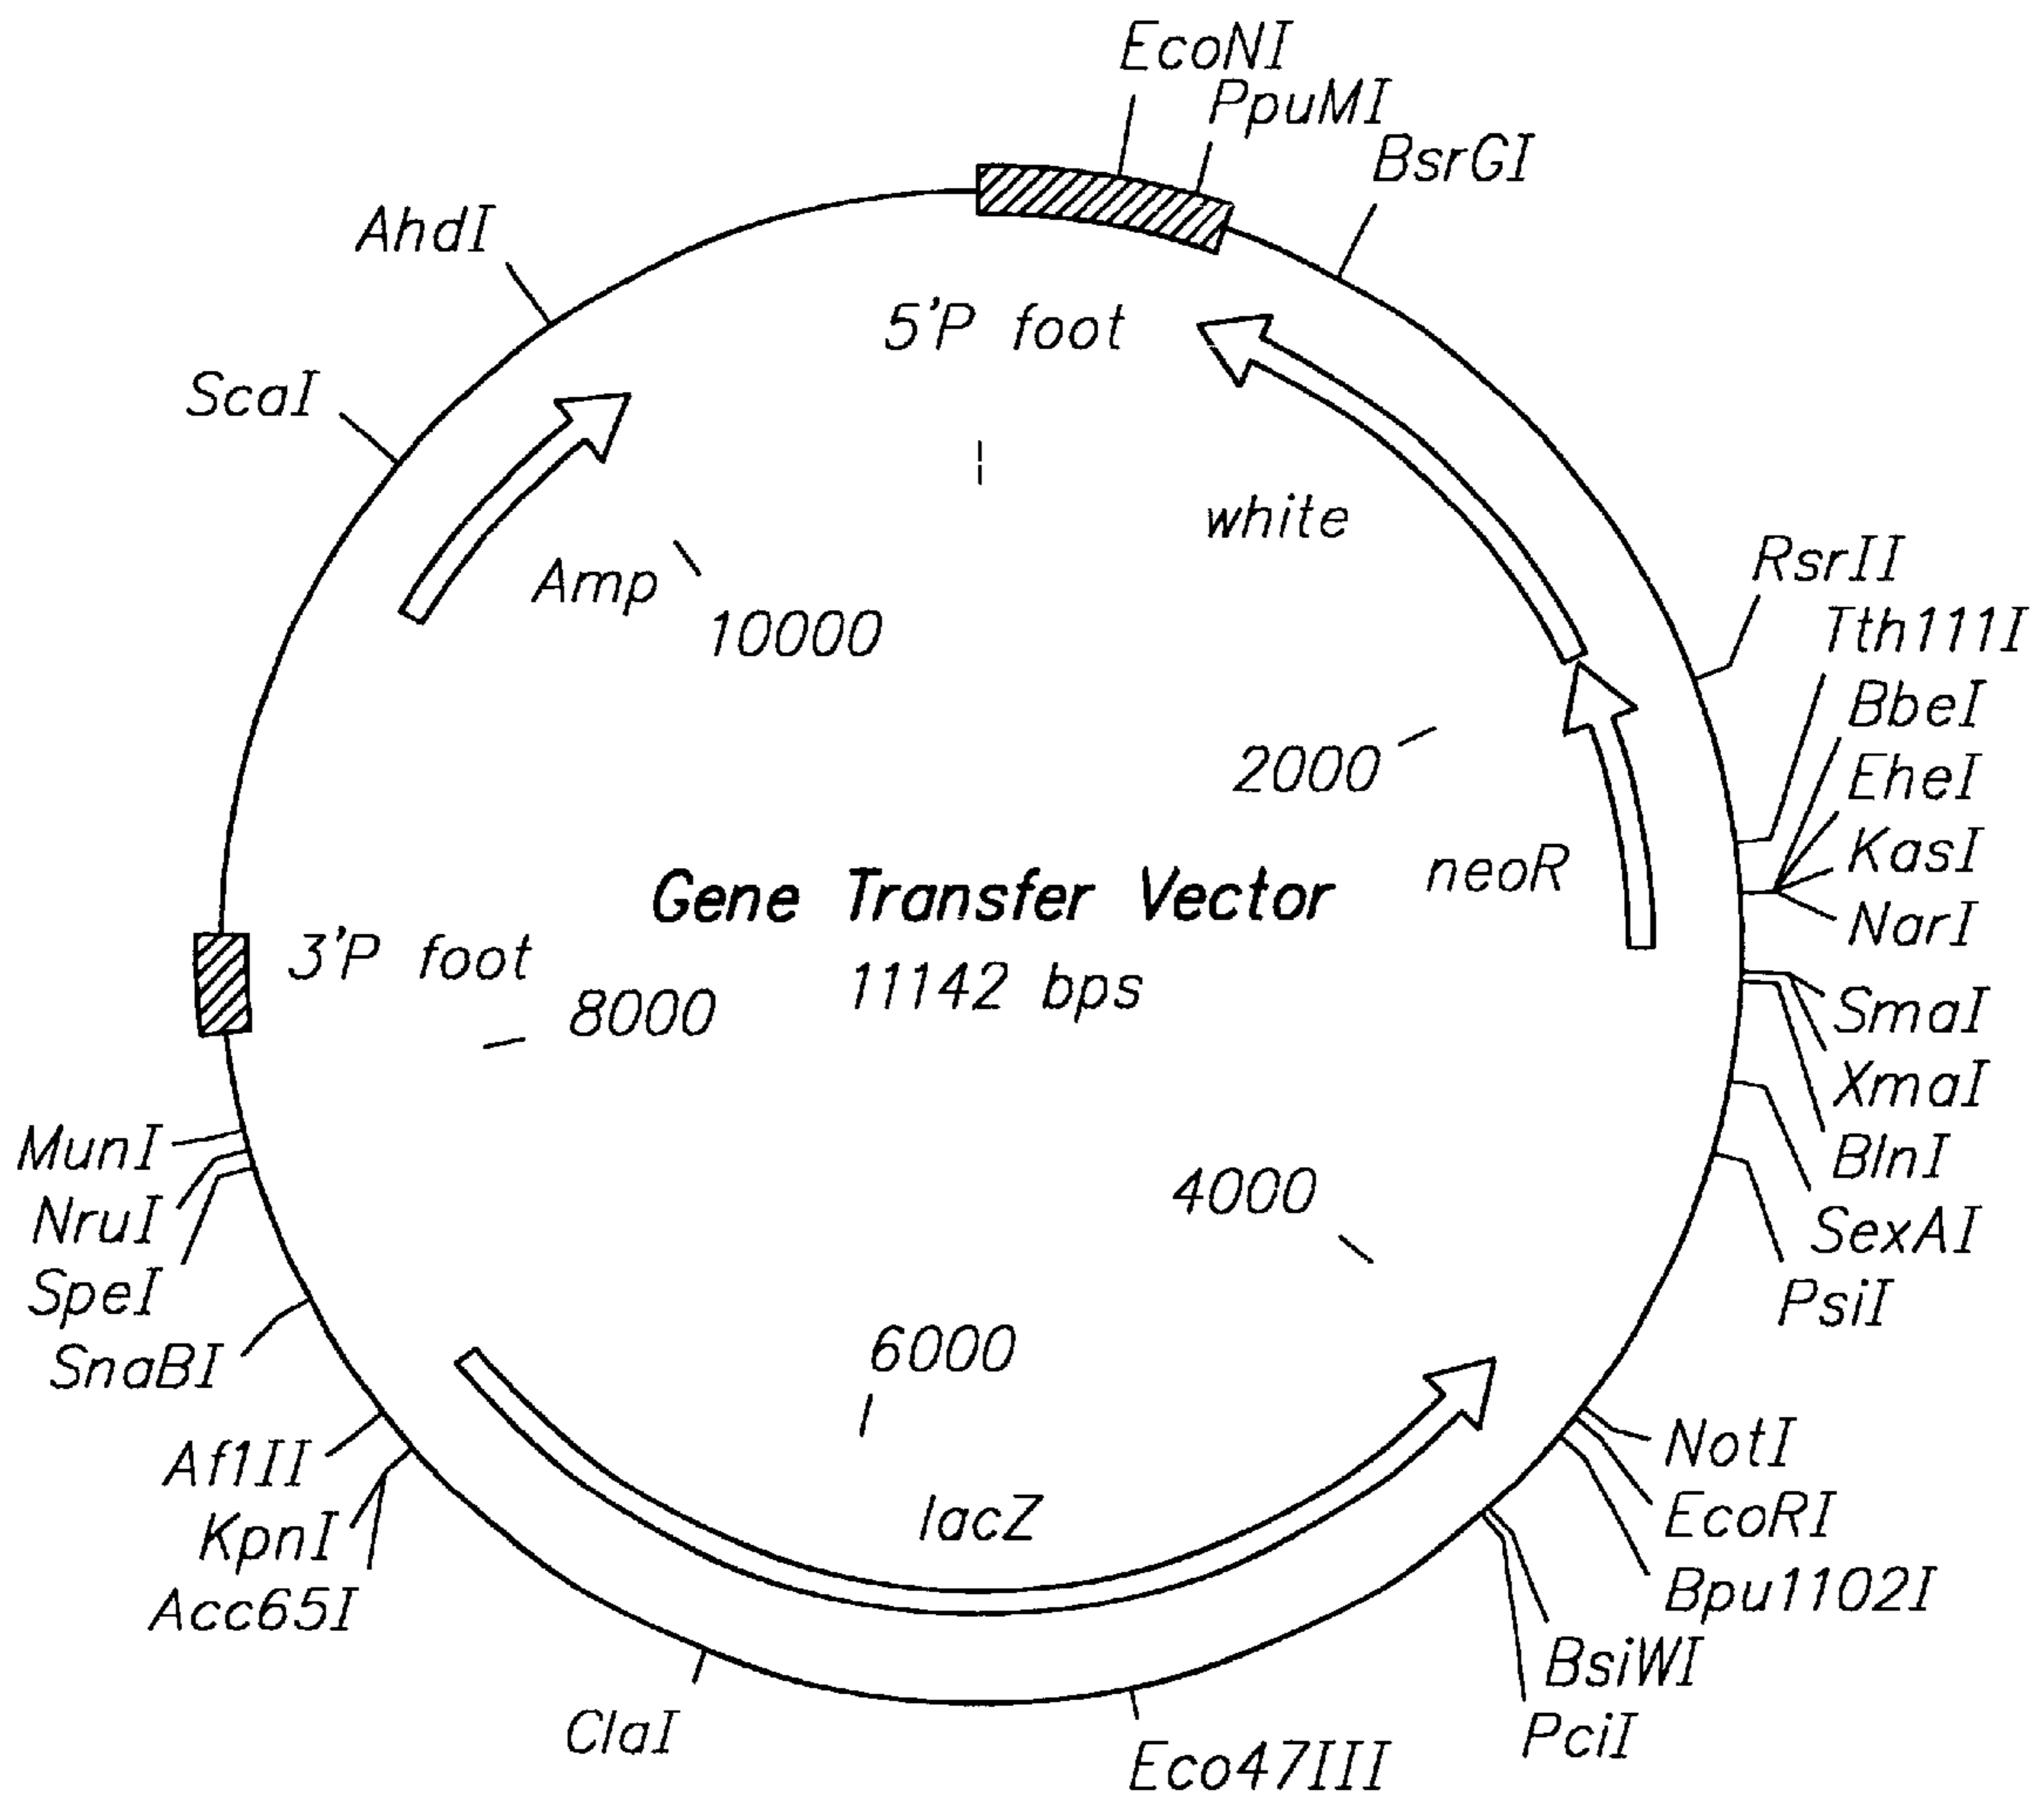 EcoNI
PpuMI
BsrGI
AhdI
5'P foot
ScaI
white
RsrII
Amp
10000
Tth111I
BbeI
2000
EheI
KasI
neoR
Gene Transfer Vector
NarI
3'P foot
11142 bps
8000
SmaI
XmaI
MunI
BlnI
4000
NruI
SexAI
SpeI
PsiI
6000
SnaBI
NotI
Af1II
lacZ
EcoRI
KpnI
Bpu1102I
Acc65I
BsiWI
ClaI
PciI
Eco47III